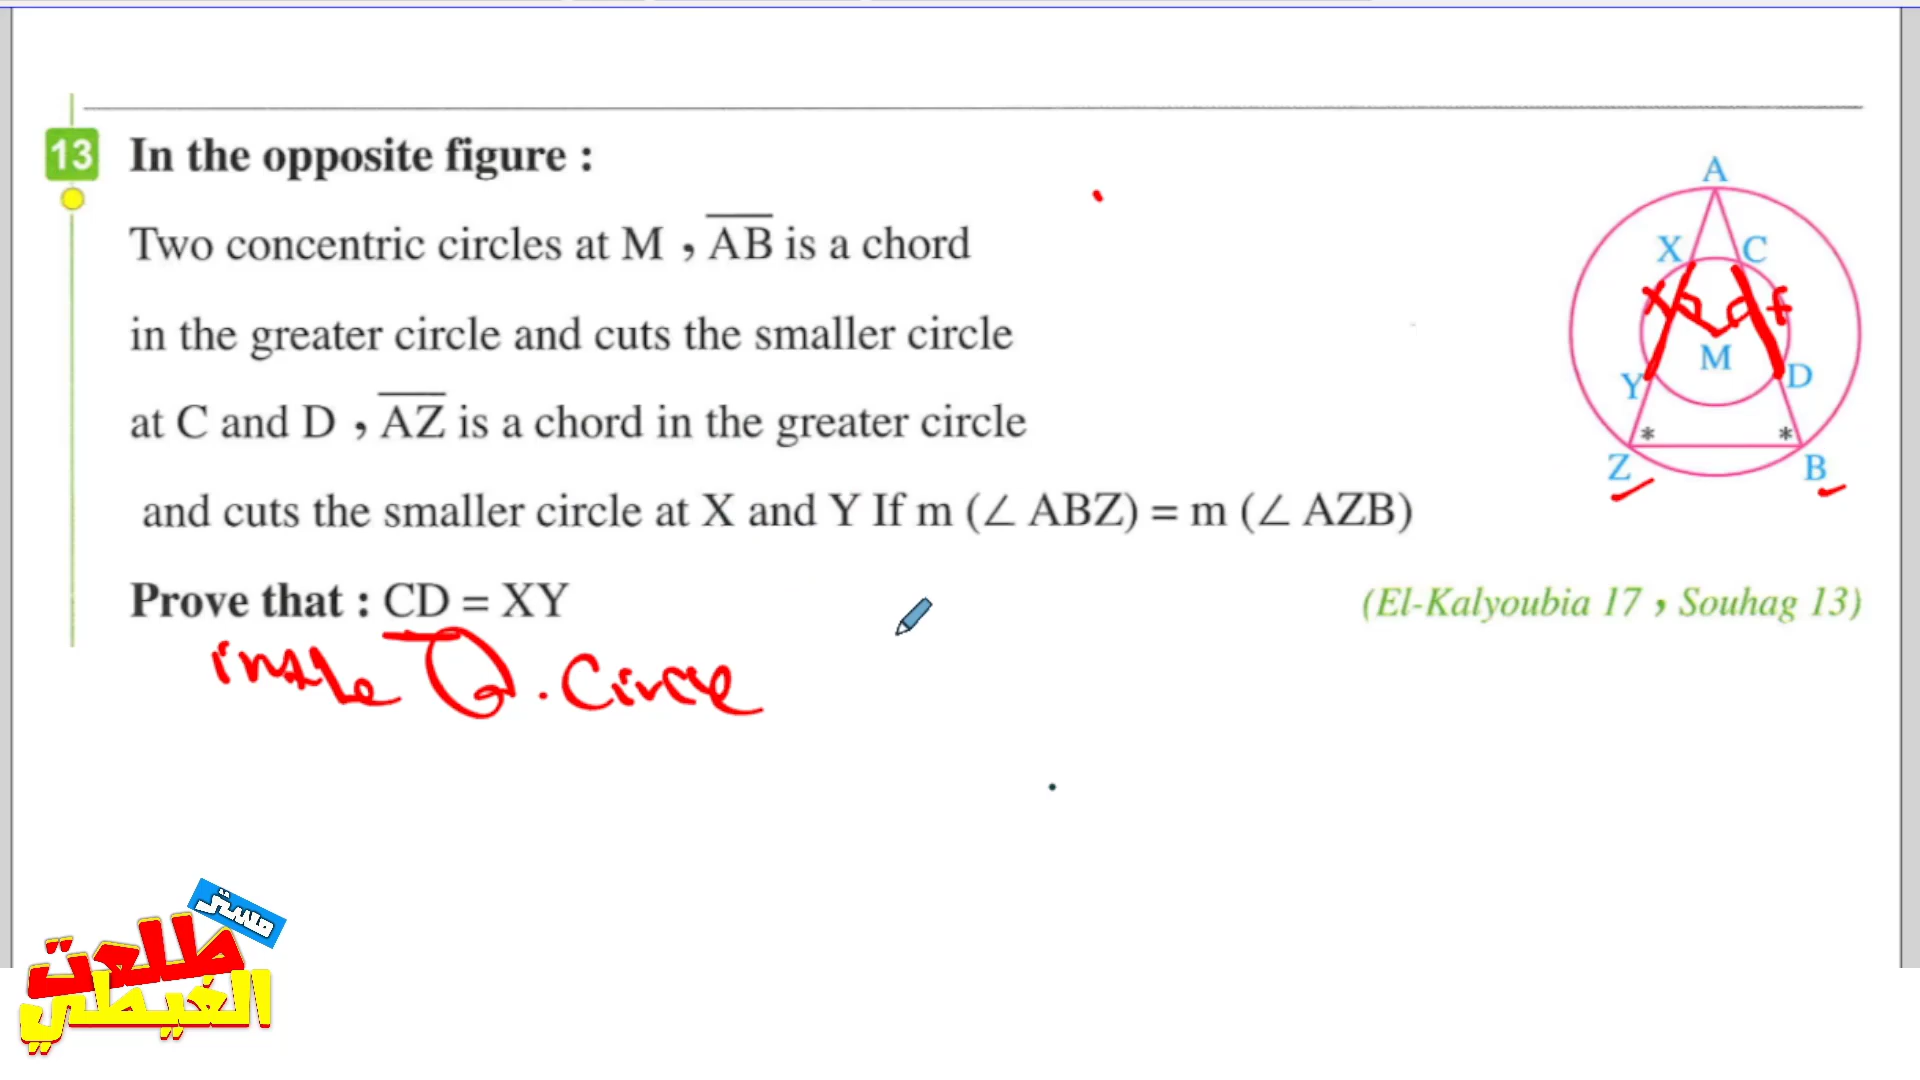 13 In the opposite figure :
Two concentric circles at M , AB is a chord
in the greater circle and cuts the smaller circle
at C and D , AZ is a chord in the greater circle
and cuts the smaller circle at X and Y If m (∠ ABZ) = m (∠ AZB)
Prove that : CD = XY
(El-Kalyoubia 17 , Souhag 13)
A
X C
M
Y D
* *
Z B
Circle
مستر
طلعت
الغيطي